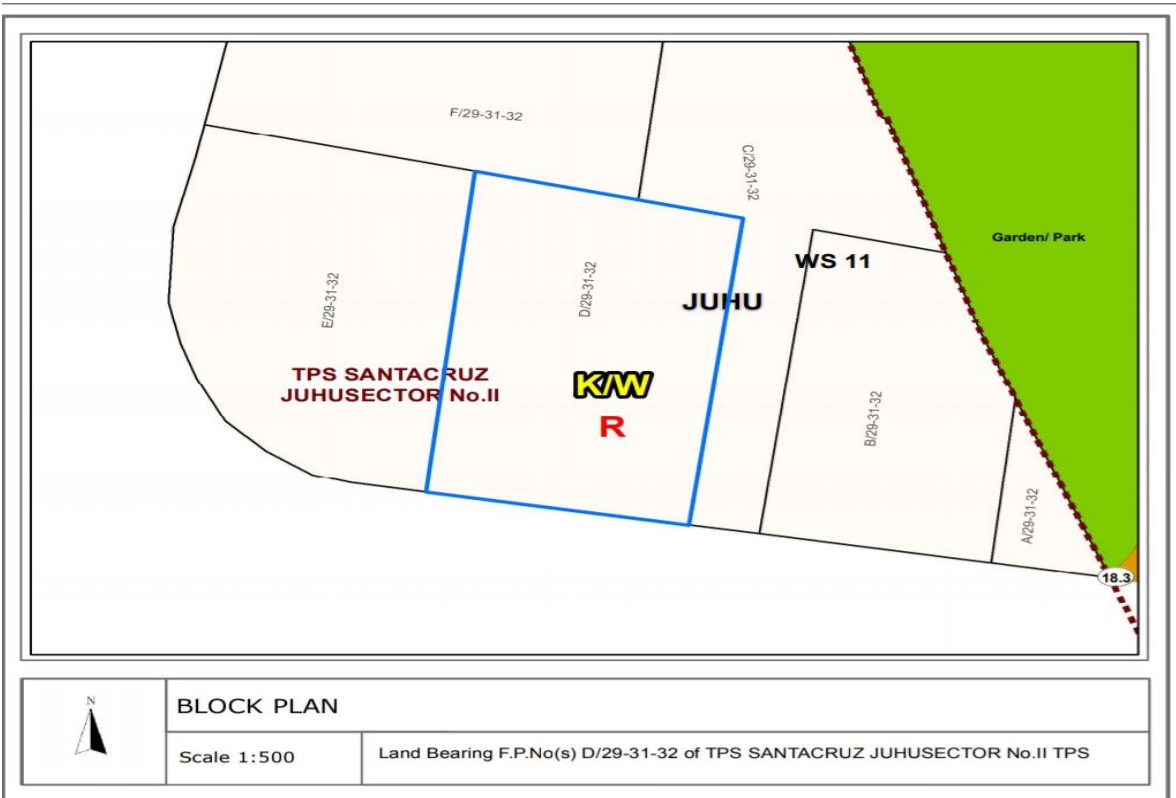 F/29-31-32
C/29-31-32
Garden/ Park
WS 11
E/29-31-32
D/29-31-32
JUHU
TPS SANTACRUZ
JUHUSECTOR No.II
K/W
R
B/29-31-32
A/29-31-32
18.3
N
BLOCK PLAN
Scale 1:500
Land Bearing F.P.No(s) D/29-31-32 of TPS SANTACRUZ JUHUSECTOR No.II TPS